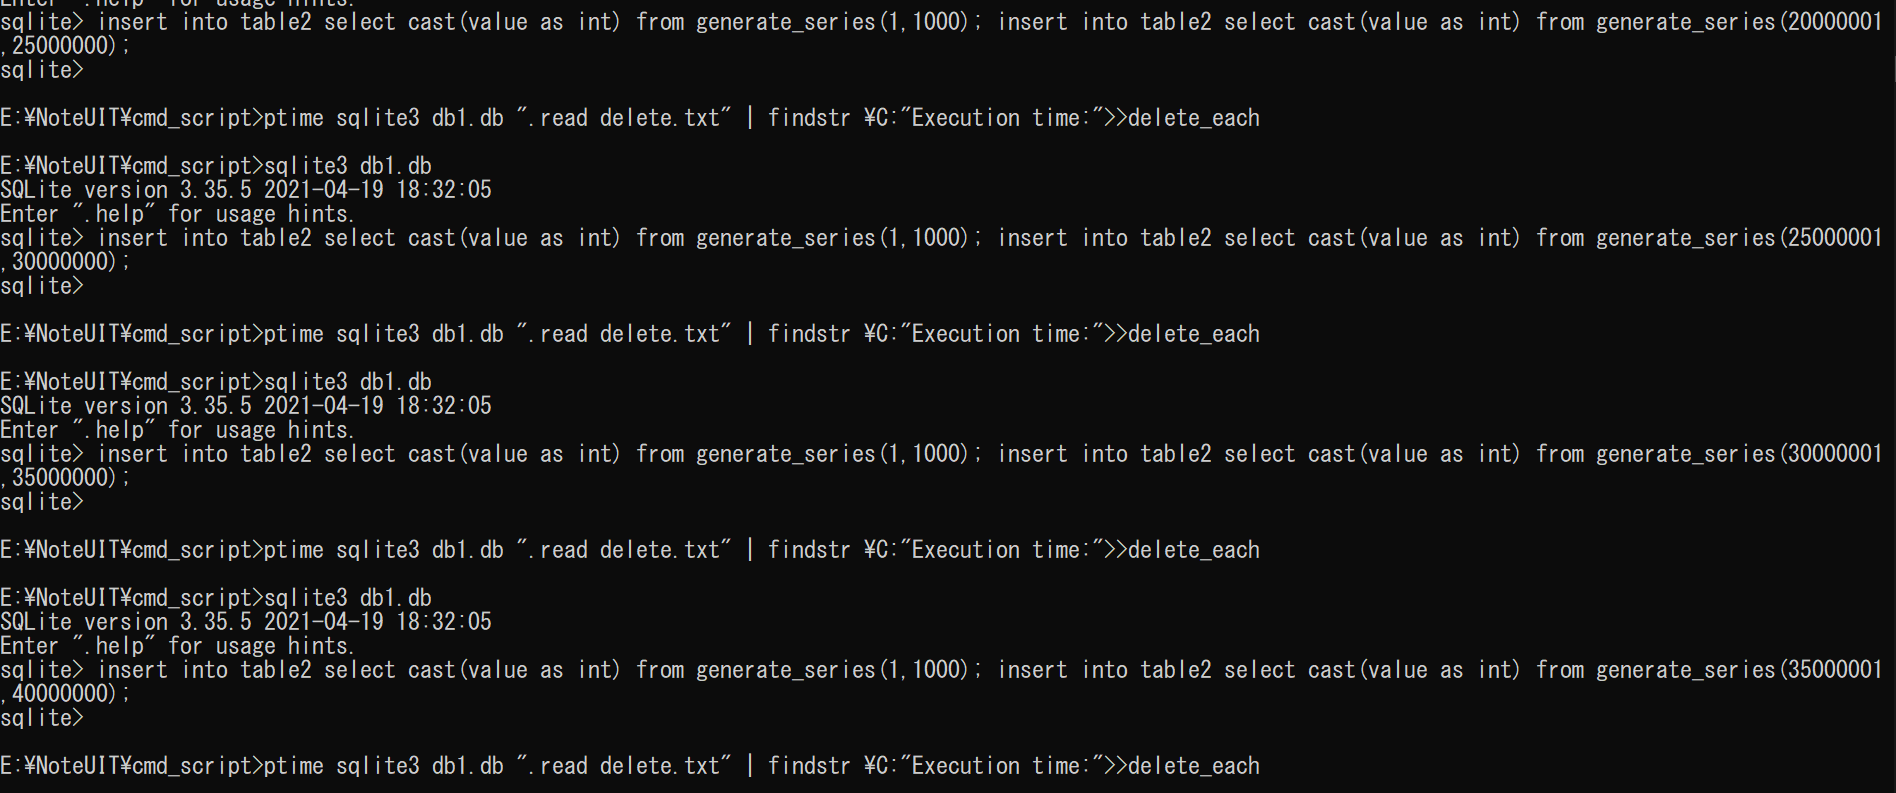 Enter ".help" for usage hints.
sqlite> insert into table2 select cast(value as int) from generate_series(1,1000); insert into table2 select cast(value as int) from generate_series(20000001
,25000000);
sqlite>
E:¥NoteUIT¥cmd_script>ptime sqlite3 db1.db ".read delete.txt" | findstr ¥C:"Execution time:">>delete_each
E:¥NoteUIT¥cmd_script>sqlite3 db1.db
SQLite version 3.35.5 2021-04-19 18:32:05
Enter ".help" for usage hints.
sqlite> insert into table2 select cast(value as int) from generate_series(1,1000); insert into table2 select cast(value as int) from generate_series(25000001
,30000000);
sqlite>
E:¥NoteUIT¥cmd_script>ptime sqlite3 db1.db ".read delete.txt" | findstr ¥C:"Execution time:">>delete_each
E:¥NoteUIT¥cmd_script>sqlite3 db1.db
SQLite version 3.35.5 2021-04-19 18:32:05
Enter ".help" for usage hints.
sqlite> insert into table2 select cast(value as int) from generate_series(1,1000); insert into table2 select cast(value as int) from generate_series(30000001
,35000000);
sqlite>
E:¥NoteUIT¥cmd_script>ptime sqlite3 db1.db ".read delete.txt" | findstr ¥C:"Execution time:">>delete_each
E:¥NoteUIT¥cmd_script>sqlite3 db1.db
SQLite version 3.35.5 2021-04-19 18:32:05
Enter ".help" for usage hints.
sqlite> insert into table2 select cast(value as int) from generate_series(1,1000); insert into table2 select cast(value as int) from generate_series(35000001
,40000000);
sqlite>
E:¥NoteUIT¥cmd_script>ptime sqlite3 db1.db ".read delete.txt" | findstr ¥C:"Execution time:">>delete_each